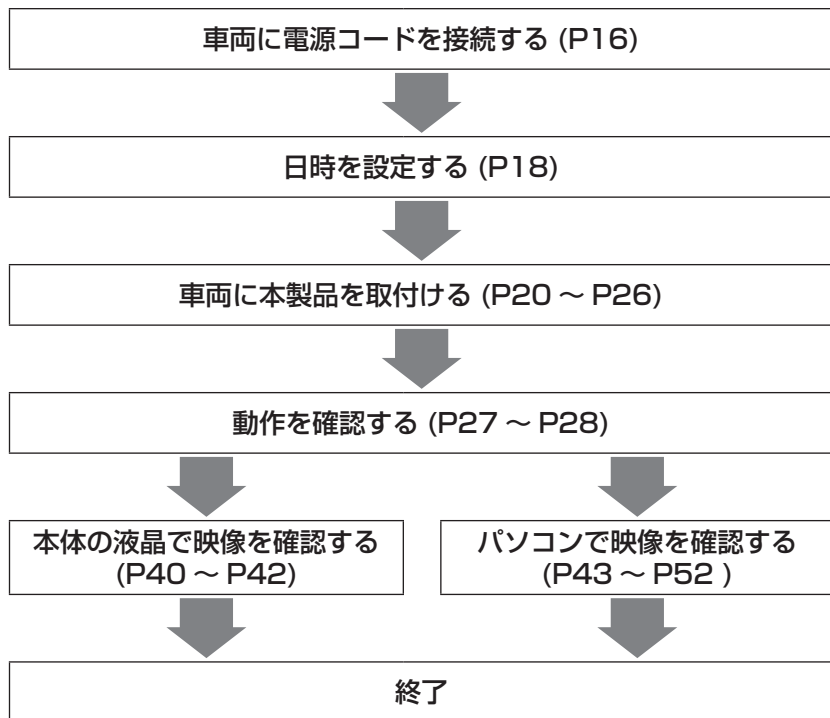 車両に電源コードを接続する (P16)
日時を設定する (P18)
車両に本製品を取付ける (P20 ～ P26)
動作を確認する (P27 ～ P28)
本体の液晶で映像を確認する
(P40 ～ P42)
パソコンで映像を確認する
(P43 ～ P52 )
終了